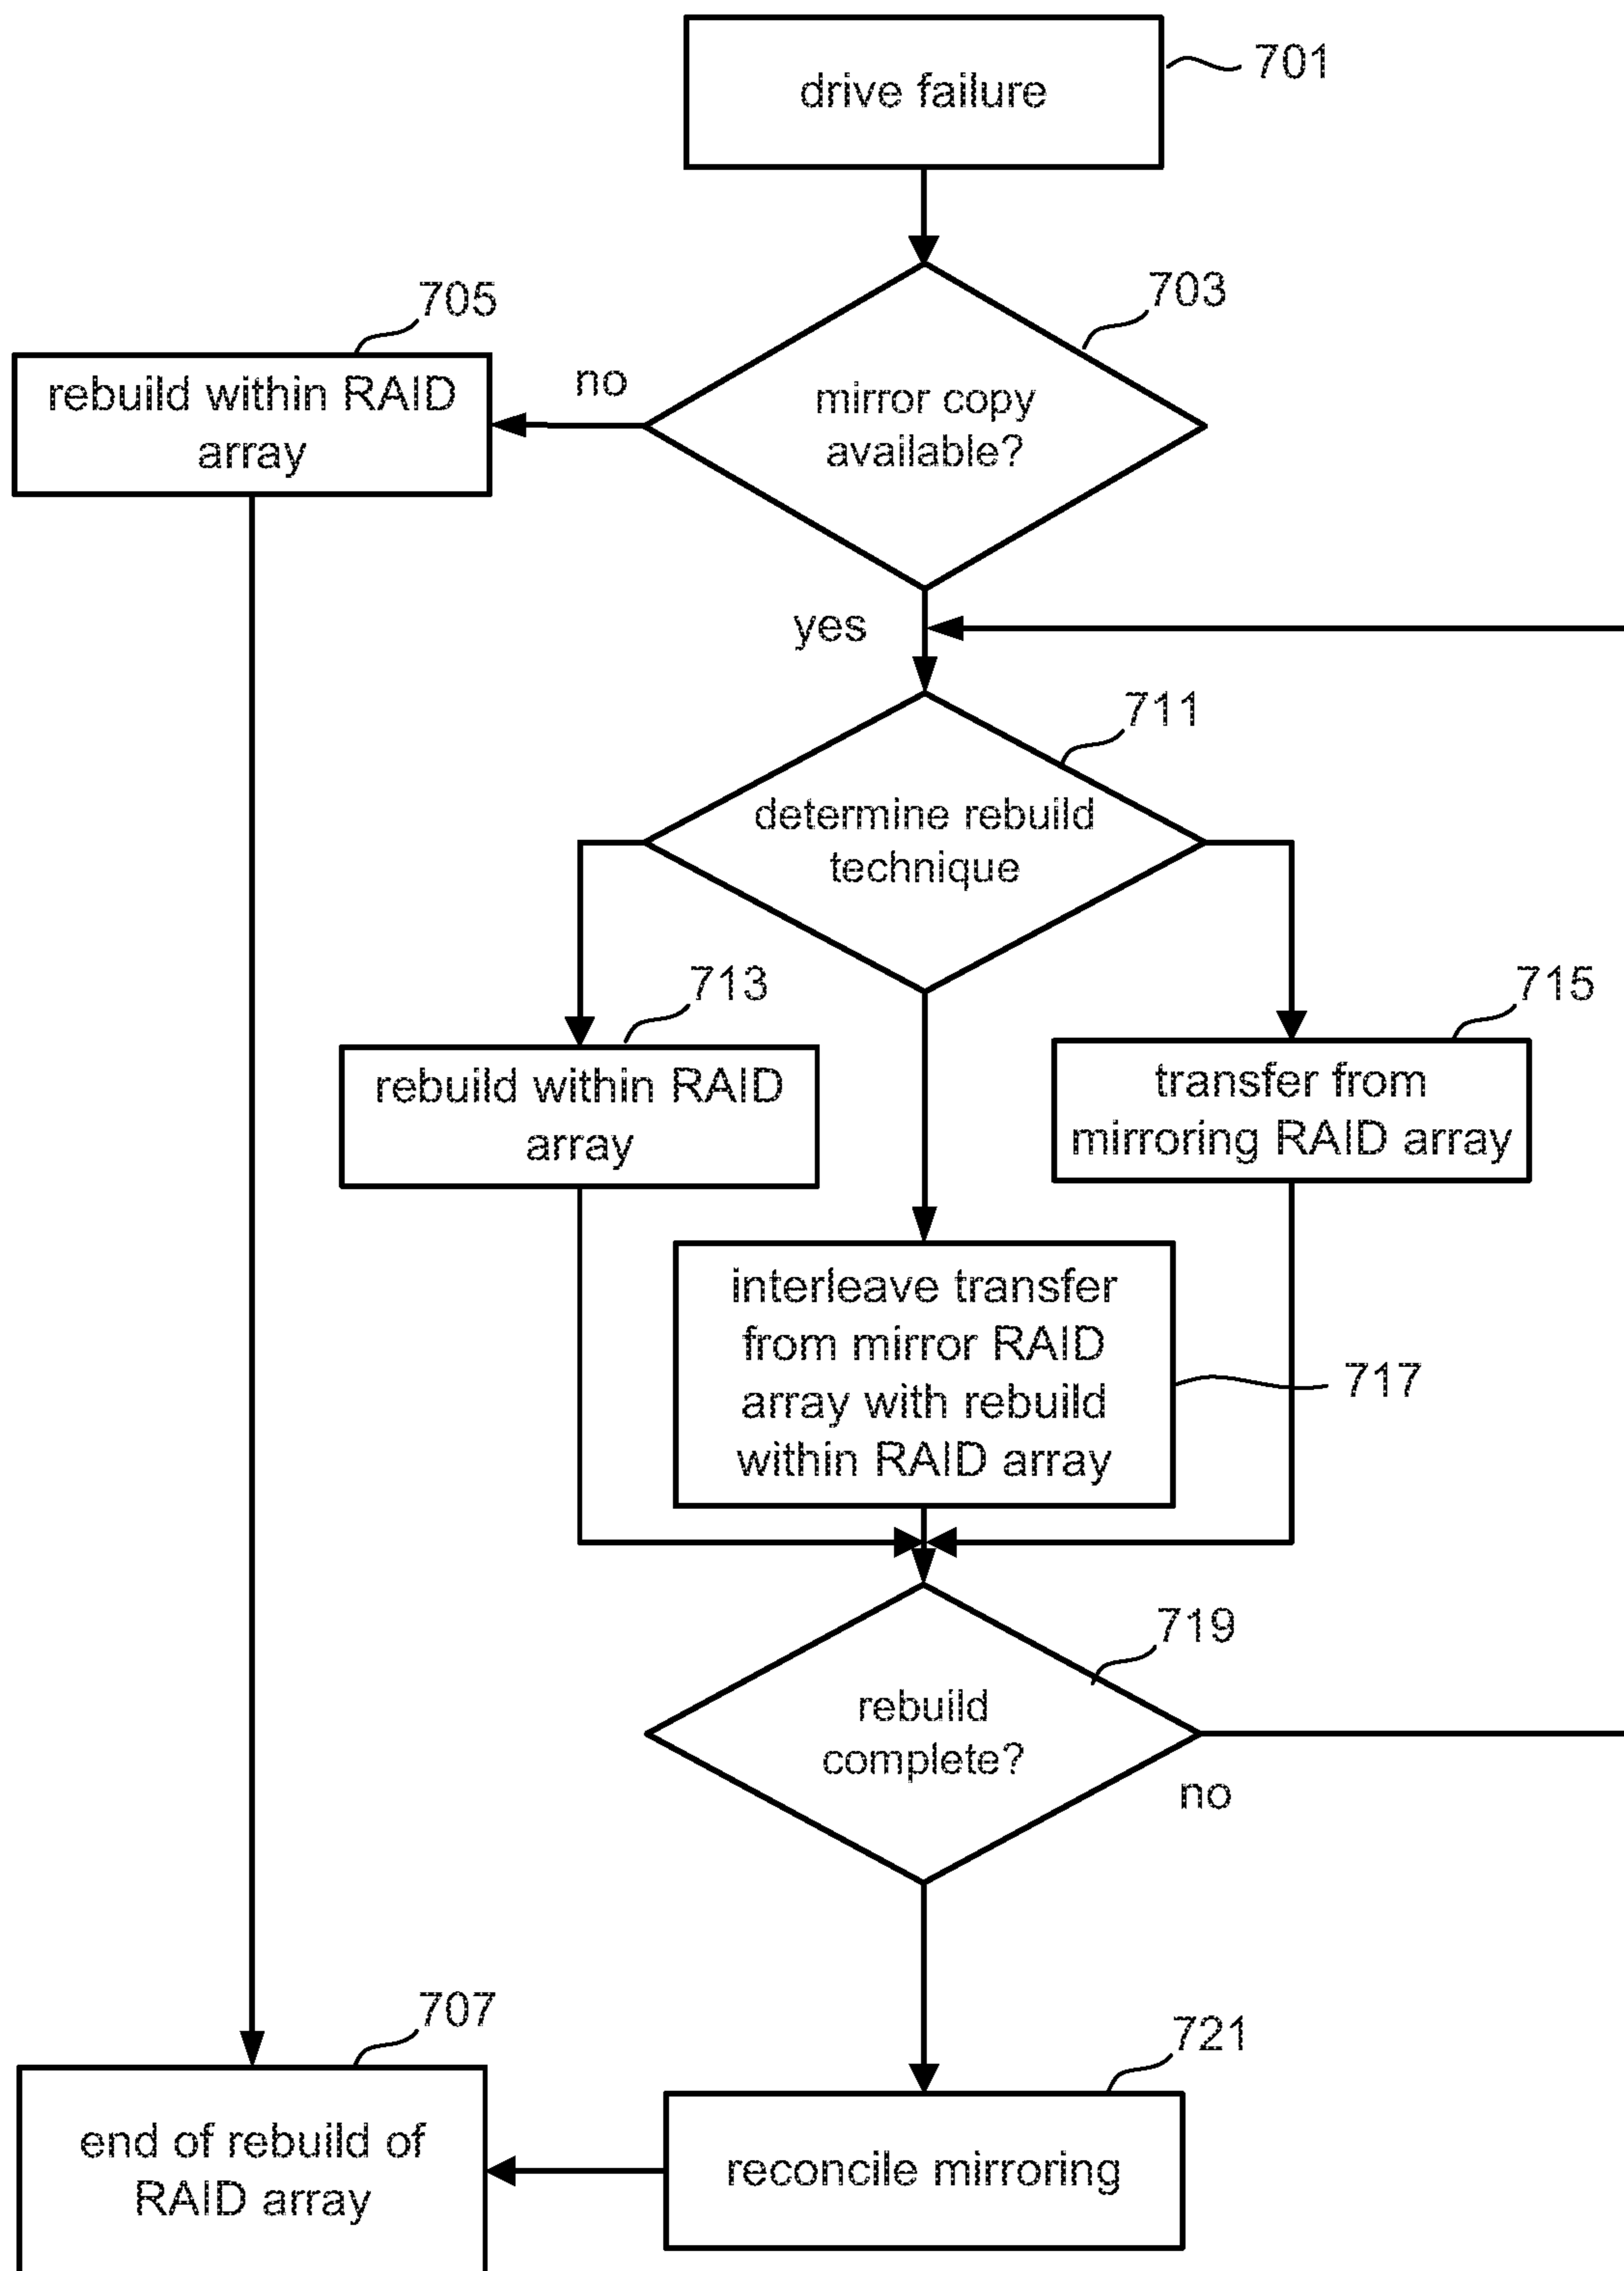 drive failure
701
703
705
rebuild within RAID
array
no
mirror copy
available?
yes
711
determine rebuild
technique
713
715
rebuild within RAID
array
transfer from
mirroring RAID array
interleave transfer
from mirror RAID
array with rebuild
within RAID array
717
719
rebuild
complete?
no
707
721
end of rebuild of
RAID array
reconcile mirroring